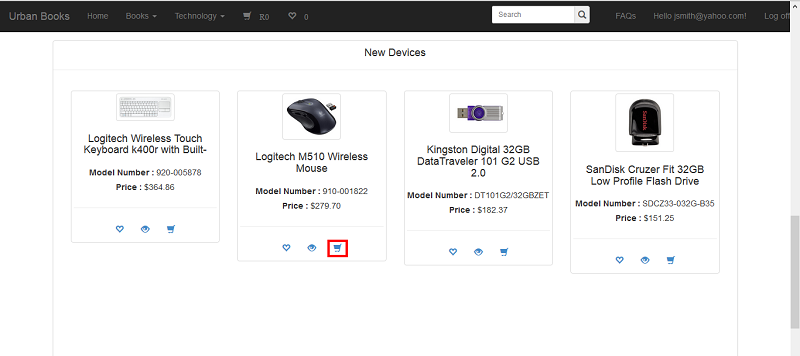 Urban Books Home Books Technology R0 0 Search FAQs Hello jsmith@yahoo.com! Log off
New Devices
Logitech Wireless Touch
Keyboard k400r with Built-
Model Number : 920-005878
Price : $364.86
Logitech M510 Wireless
Mouse
Model Number : 910-001822
Price : $279.70
Kingston Digital 32GB
DataTraveler 101 G2 USB
2.0
Model Number : DT101G2/32GBZET
Price : $182.37
SanDisk Cruzer Fit 32GB
Low Profile Flash Drive
Model Number : SDCZ33-032G-B35
Price : $151.25